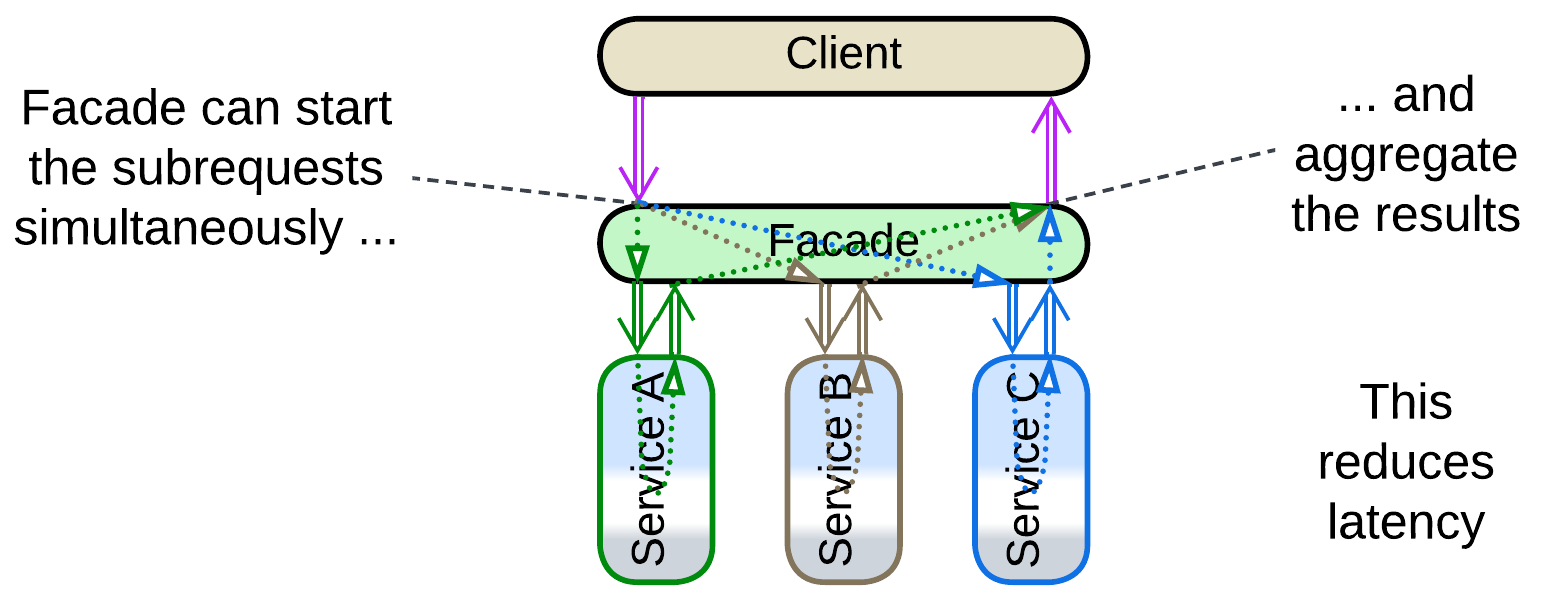 Client
Facade can start
the subrequests
simultaneously ...
... and
aggregate
the results
Facade
Service A
Service B
Service C
This
reduces
latency